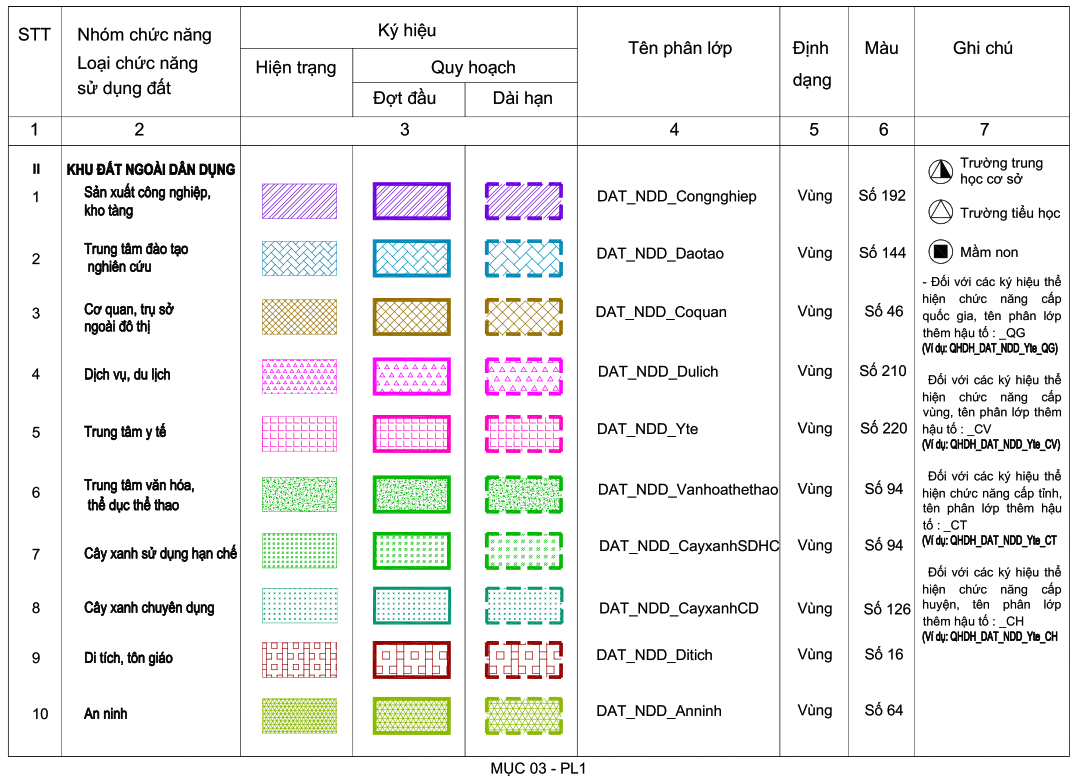 STT
Nhóm chức năng
Loại chức năng
sử dụng đất
Ký hiệu
Hiện trạng
Quy hoạch
Đợt đầu
Dài hạn
Tên phân lớp
Định
dạng
Màu
Ghi chú
1 2 3 4 5 6 7
II KHU ĐẤT NGOÀI DÂN DỤNG
1 Sản xuất công nghiệp,
kho tàng
DAT_NDD_Congnghiep Vùng Số 192
2 Trung tâm đào tạo
nghiên cứu
DAT_NDD_Daotao Vùng Số 144
3 Cơ quan, trụ sở
ngoài đô thị
DAT_NDD_Coquan Vùng Số 46
4 Dịch vụ, du lịch DAT_NDD_Dulich Vùng Số 210
5 Trung tâm y tế DAT_NDD_Yte Vùng Số 220
6 Trung tâm văn hóa,
thể dục thể thao
DAT_NDD_Vanhoathethao Vùng Số 94
7 Cây xanh sử dụng hạn chế DAT_NDD_CayxanhSDHC Vùng Số 94
8 Cây xanh chuyên dụng DAT_NDD_CayxanhCD Vùng Số 126
9 Di tích, tôn giáo DAT_NDD_Ditich Vùng Số 16
10 An ninh DAT_NDD_Anninh Vùng Số 64
Trường trung
học cơ sở
Trường tiểu học
Mầm non
- Đối với các ký hiệu thể
hiện chức năng cấp
quốc gia, tên phân lớp
thêm hậu tố : _QG
(Ví dụ: QHDH_DAT_NDD_Yte_QG)
Đối với các ký hiệu thể
hiện chức năng cấp
vùng, tên phân lớp thêm
hậu tố : _CV
(Ví dụ: QHDH_DAT_NDD_Yte_CV)
Đối với các ký hiệu thể
hiện chức năng cấp tỉnh,
tên phân lớp thêm hậu
tố : _CT
(Ví dụ: QHDH_DAT_NDD_Yte_CT
Đối với các ký hiệu thể
hiện chức năng cấp
huyện, tên phân lớp
thêm hậu tố : _CH
(Ví dụ: QHDH_DAT_NDD_Yte_CH
MỤC 03 - PL1